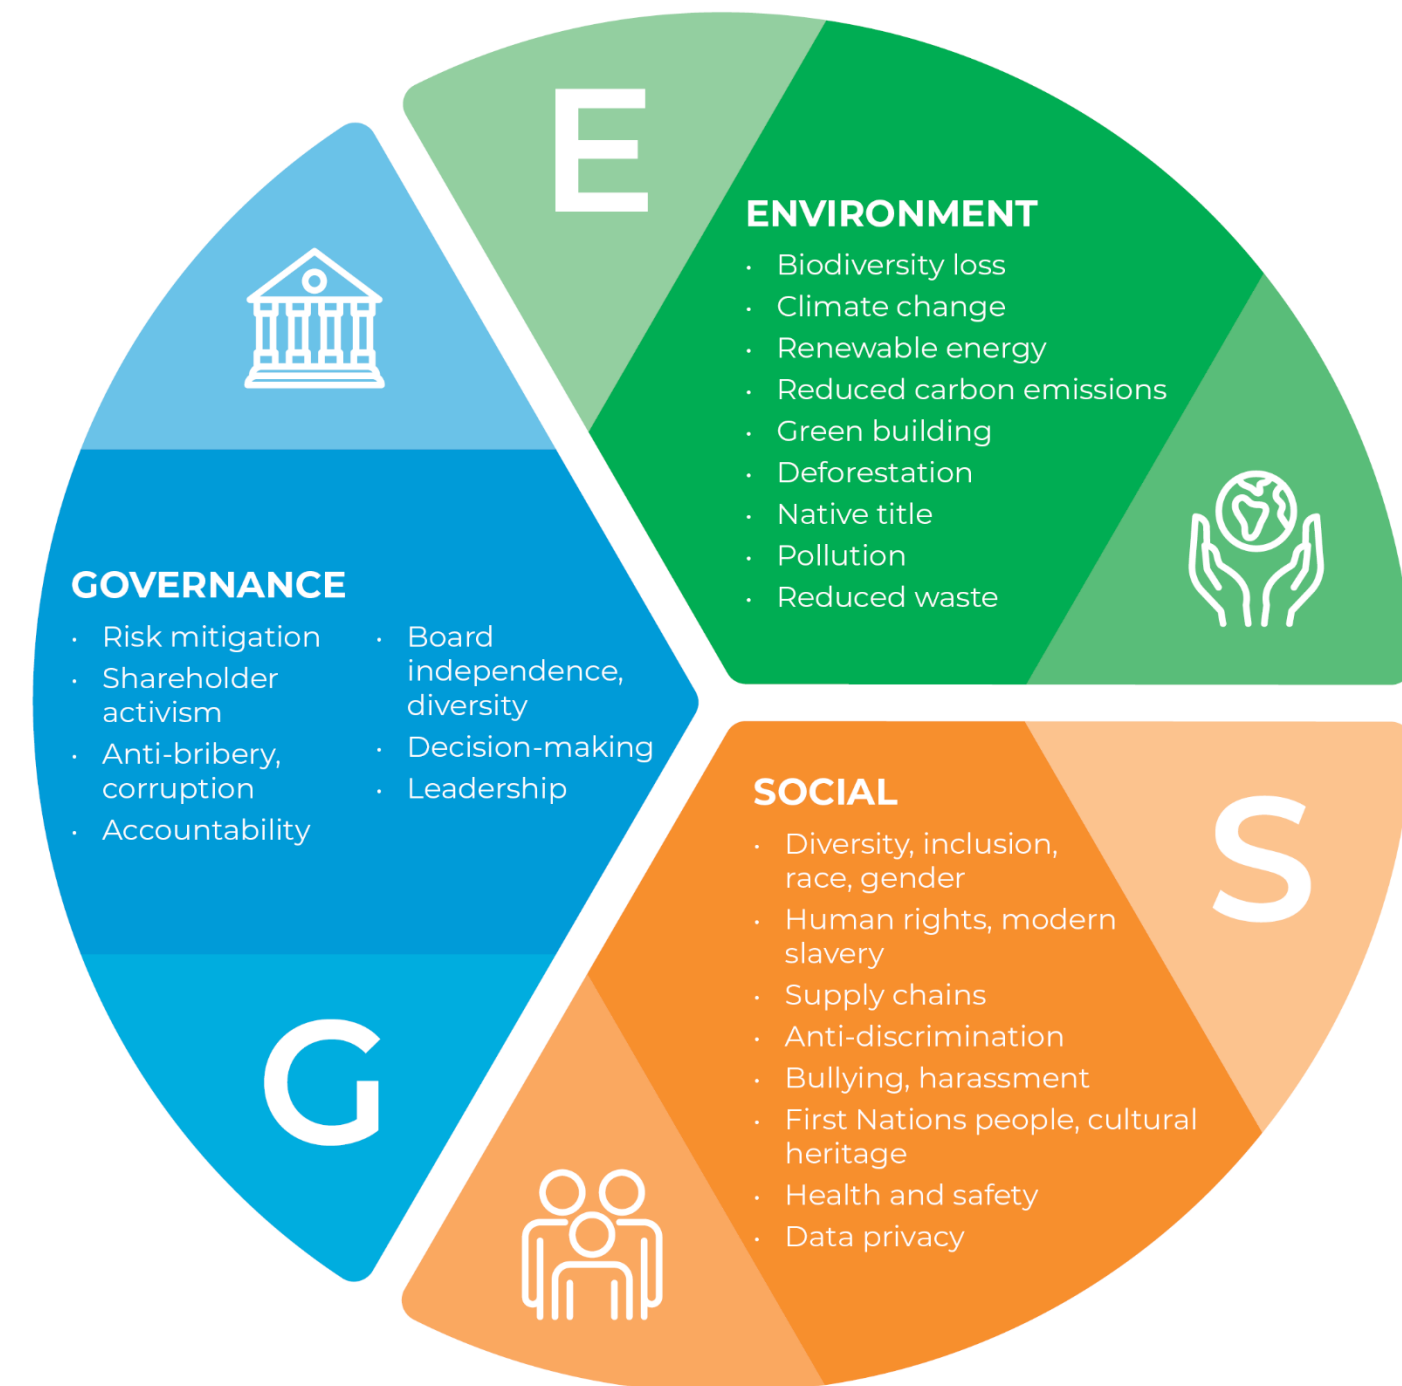 E
ENVIRONMENT
· Biodiversity loss
· Climate change
· Renewable energy
· Reduced carbon emissions
· Green building
· Deforestation
· Native title
· Pollution
· Reduced waste
GOVERNANCE
· Risk mitigation
· Shareholder
activism
· Anti-bribery,
corruption
· Accountability
· Board
independence,
diversity
· Decision-making
· Leadership
G
SOCIAL
· Diversity, inclusion,
race, gender
· Human rights, modern
slavery
· Supply chains
· Anti-discrimination
· Bullying, harassment
· First Nations people, cultural
heritage
· Health and safety
· Data privacy
S